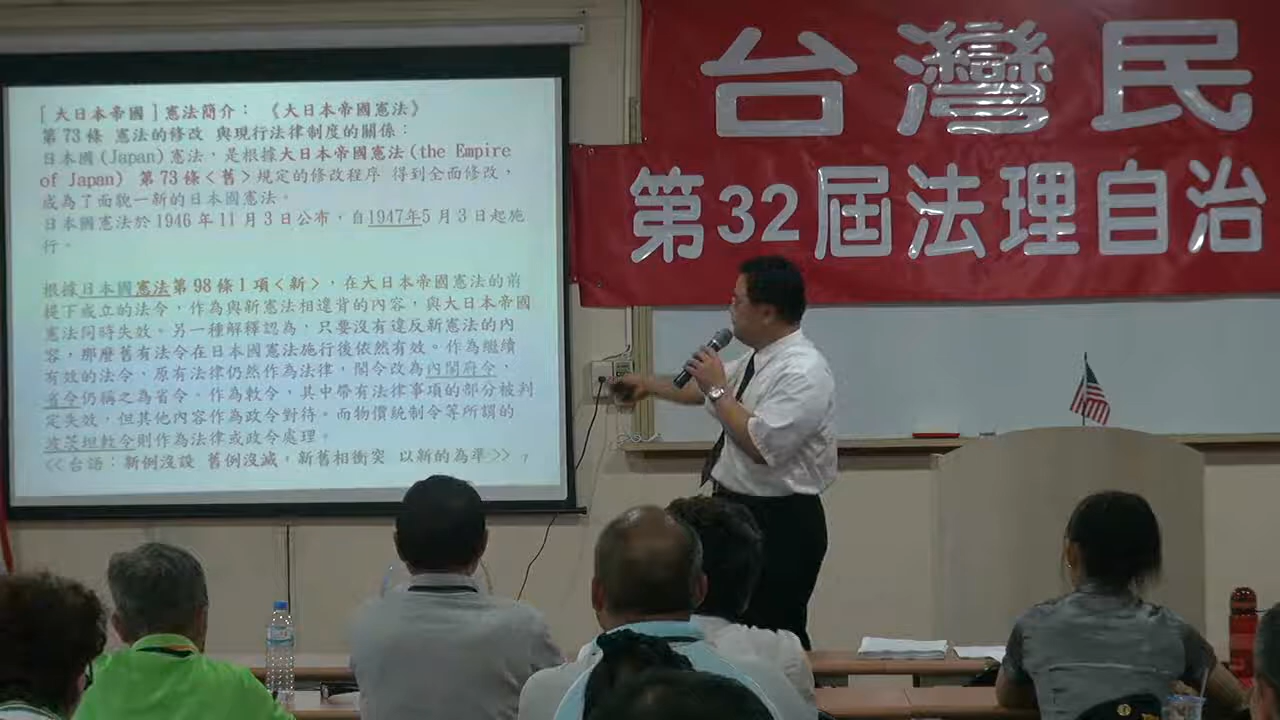 [ 大日本帝國 ] 憲法簡介： 《大日本帝國憲法》
第 73 條 憲法的修改 與現行法律制度的關係：
日本國(Japan)憲法，是根據大日本帝國憲法(the Empire
of Japan) 第 73 條＜舊＞規定的修改程序 得到全面修改，
成為了面貌一新的日本國憲法。
日本國憲法於 1946 年 11 月 3 日公布，自 1947年5 月 3 日起施
行。
根據日本國憲法第 98 條 1 項＜新＞，在大日本帝國憲法的前
提下成立的法令，作為與新憲法相違背的內容，與大日本帝國
憲法同時失效。另一種解釋認為，只要沒有違反新憲法的內
容，那麼舊有法令在日本國憲法施行後依然有效。作為繼續
有效的法令，原有法律仍然作為法律，閣令改為內閣府令，
省令仍稱之為省令。作為敕令，其中帶有法律事項的部分被判
定失效，但其他內容作為政令對待。而物價統制令等所謂的
波茨坦敕令則作為法律或政令處理。
<<台語：新例沒設 舊例沒滅，新舊相衝突 以新的為準>> 7
台灣民
第32屆法理自治